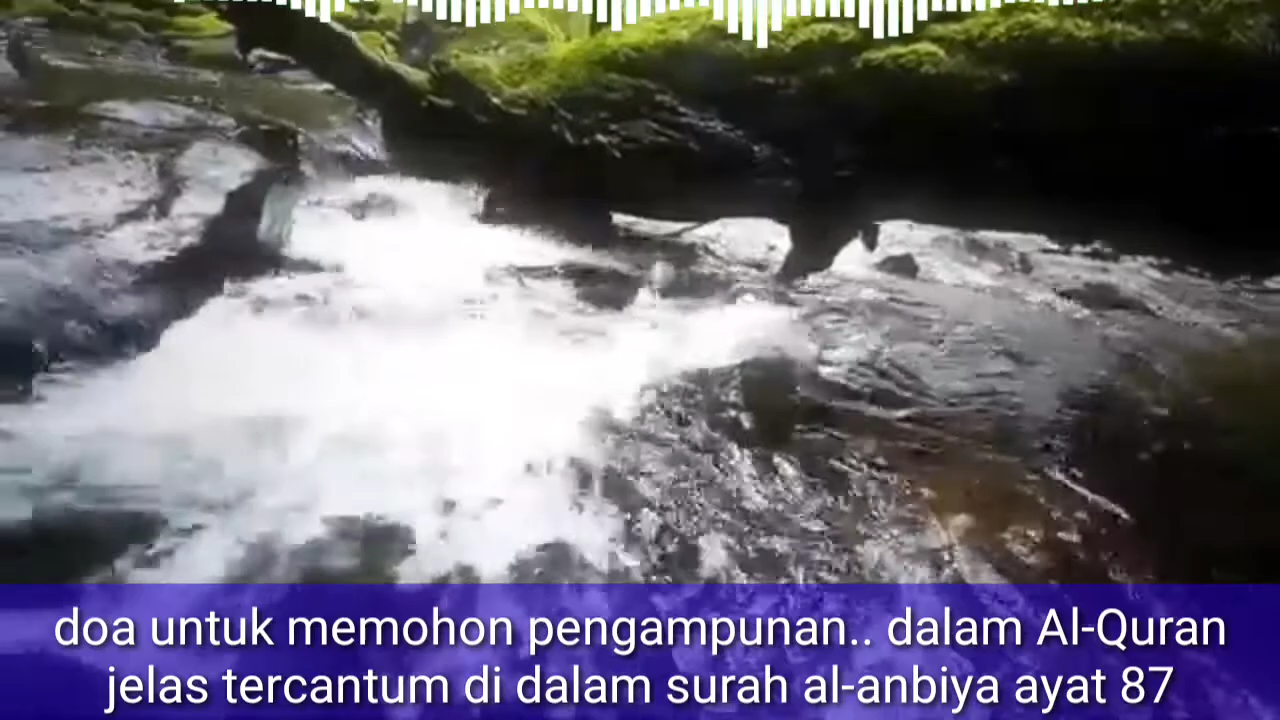 doa untuk memohon pengampunan.. dalam Al-Quran
jelas tercantum di dalam surah al-anbiya ayat 87